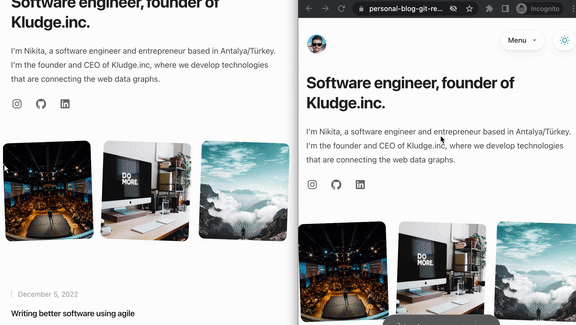 Software engineer, founder of
Kludge.inc.
I'm Nikita, a software engineer and entrepreneur based in Antalya/Türkey.
I'm the founder and CEO of Kludge.inc, where we develop technologies
that are connecting the web data graphs.
DO
MORE.
December 5, 2022
Writing better software using agile
personal-blog-git-re...
Incognito
Menu
Software engineer, founder of
Kludge.inc.
I'm Nikita, a software engineer and entrepreneur based in Antalya/Türkey.
I'm the founder and CEO of Kludge.inc, where we develop technologies
that are connecting the web data graphs.
DO
MORE.